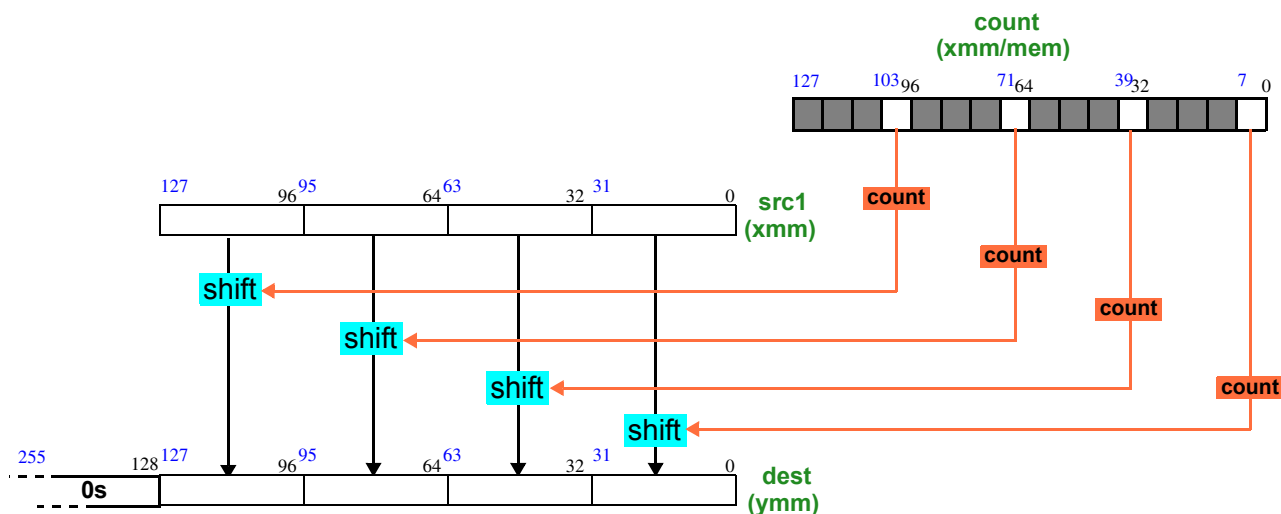 count
(xmm/mem)
127 103 96 71 64 39 32 7 0
127 96 95 64 63 32 31 0
src1
(xmm)
count
count
count
count
shift
shift
shift
shift
255 128 127 96 95 64 63 32 31 0
0s
dest
(ymm)